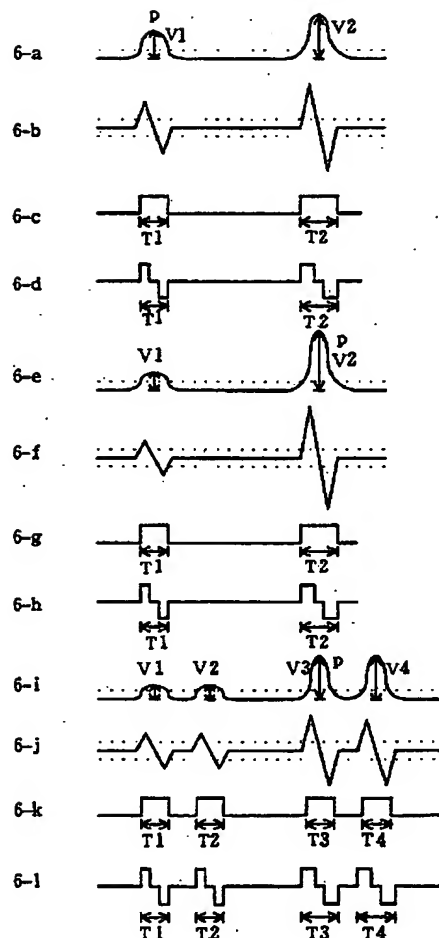 p
V1
V2
6-a
6-b
6-c
T1
T2
6-d
T1
T2
p
V1
V2
6-e
6-f
6-g
T1
T2
6-h
T1
T2
V1
V2
V3
p
V4
6-i
6-j
6-k
T1
T2
T3
T4
6-l
T1
T2
T3
T4